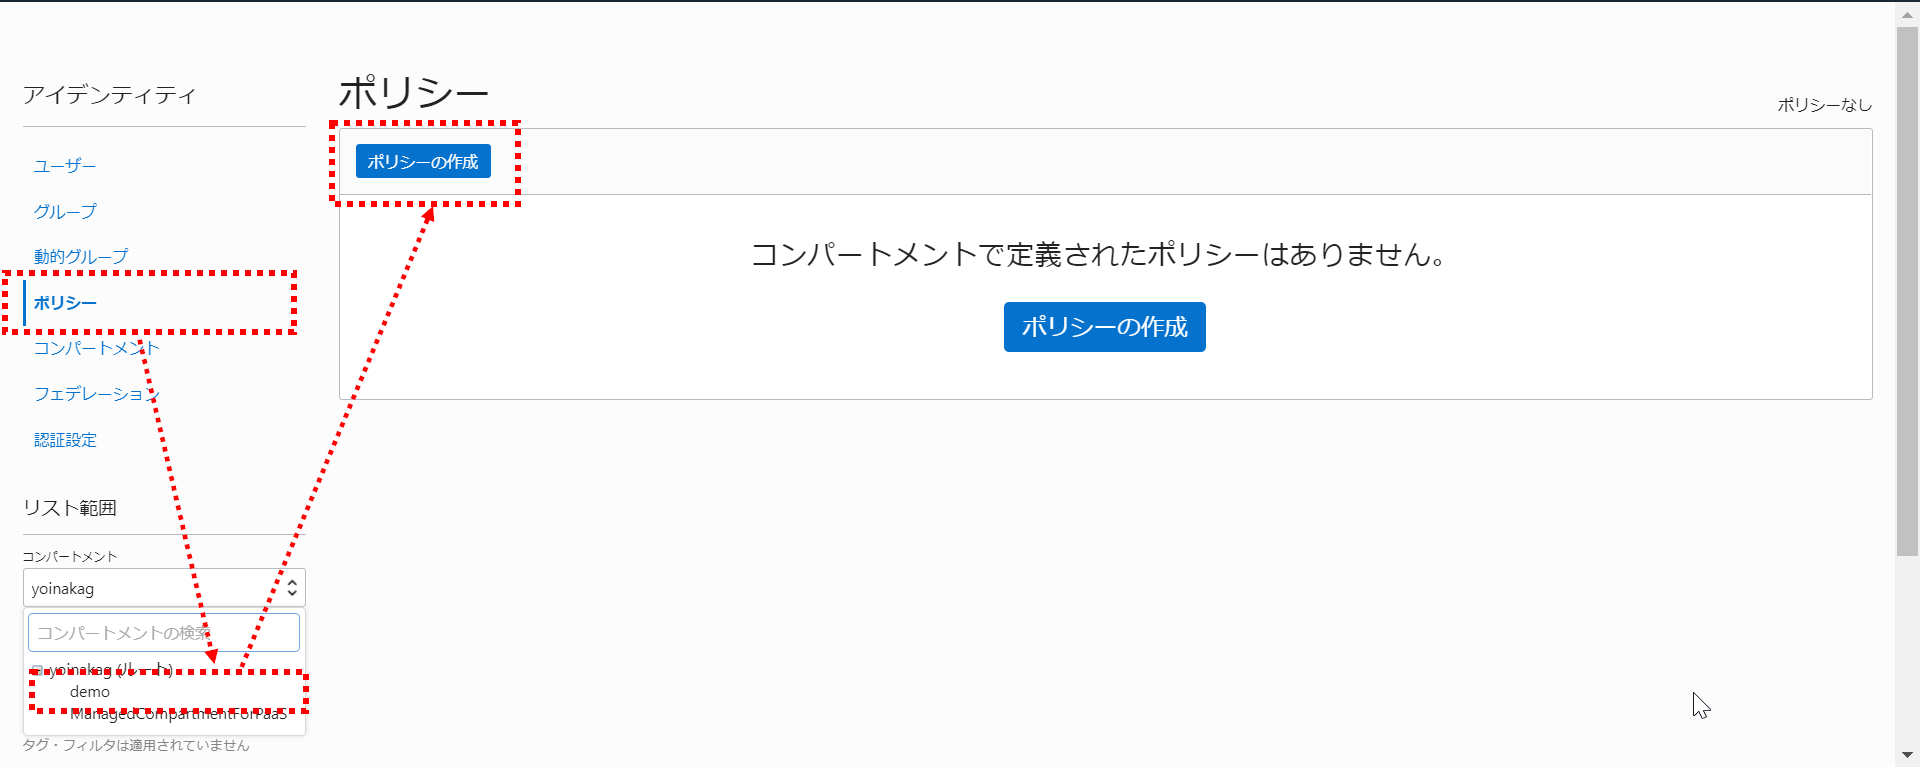 アイデンティティ
ユーザー
グループ
動的グループ
ポリシー
コンパートメント
フェデレーション
認証設定
リスト範囲
コンパートメント
yoinakag
コンパートメントの検索
yoinakag (ルート)
demo
ManagedCompartmentForPaaS
タグ・フィルタは適用されていません
ポリシー
ポリシーなし
ポリシーの作成
コンパートメントで定義されたポリシーはありません。
ポリシーの作成